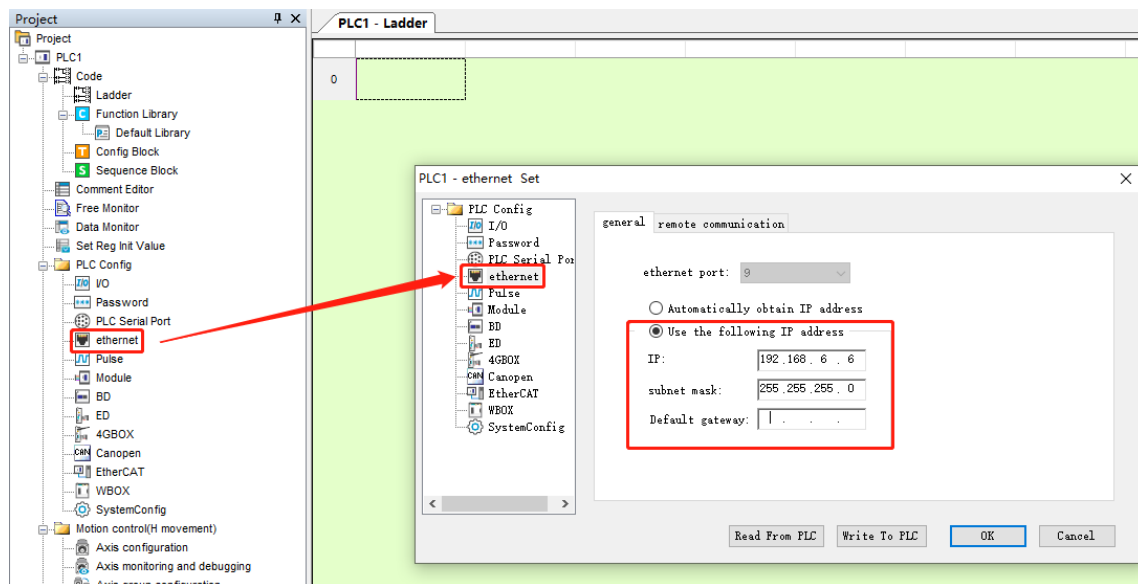 Project
Project
PLC1
Code
Ladder
Function Library
Default Library
Config Block
Sequence Block
Comment Editor
Free Monitor
Data Monitor
Set Reg Init Value
PLC Config
I/O
Password
PLC Serial Port
ethernet
Pulse
Module
BD
ED
4GBOX
Canopen
EtherCAT
WBOX
SystemConfig
Motion control(H movement)
Axis configuration
Axis monitoring and debugging
Axis group configuration
PLC1 - Ladder
0
PLC1 - ethernet Set
PLC Config
I/O
Password
PLC Serial Por
ethernet
Pulse
Module
BD
ED
4GBOX
Canopen
EtherCAT
WBOX
SystemConfig
general remote communication
ethernet port: 9
Automatically obtain IP address
Use the following IP address
IP: 192 .168 . 6 . 6
subnet mask: 255 .255 .255 . 0
Default gateway: . . .
Read From PLC Write To PLC OK Cancel